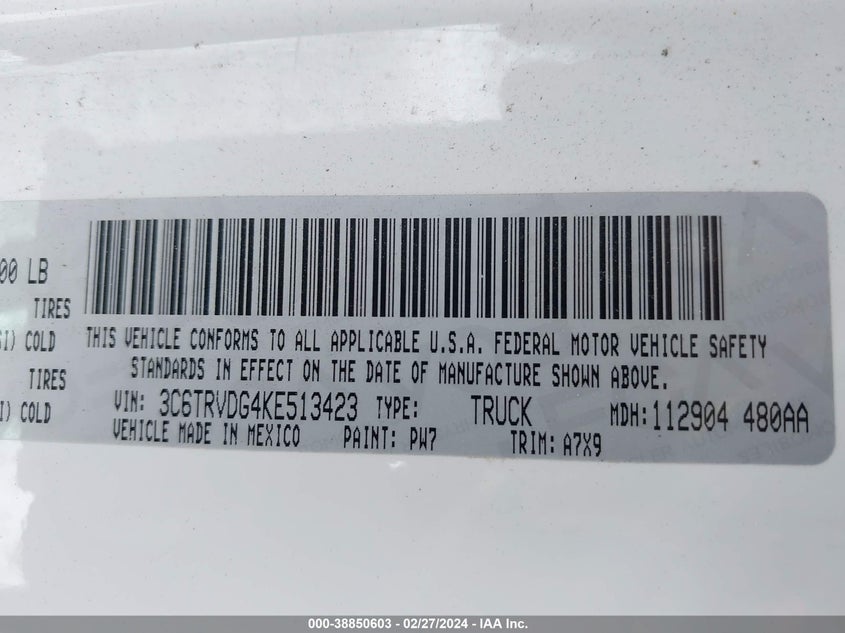 00 LB
TIRES
SI) COLD
TIRES
I) COLD
THIS VEHICLE CONFORMS TO ALL APPLICABLE U.S.A. FEDERAL MOTOR VEHICLE SAFETY
STANDARDS IN EFFECT ON THE DATE OF MANUFACTURE SHOWN ABOVE.
VIN: 3C6TRVDG4KE513423 TYPE: TRUCK MDH:112904 480AA
VEHICLE MADE IN MEXICO PAINT: PW7 TRIM: A7X9
000-38850603 - 02/27/2024 - IAA Inc.